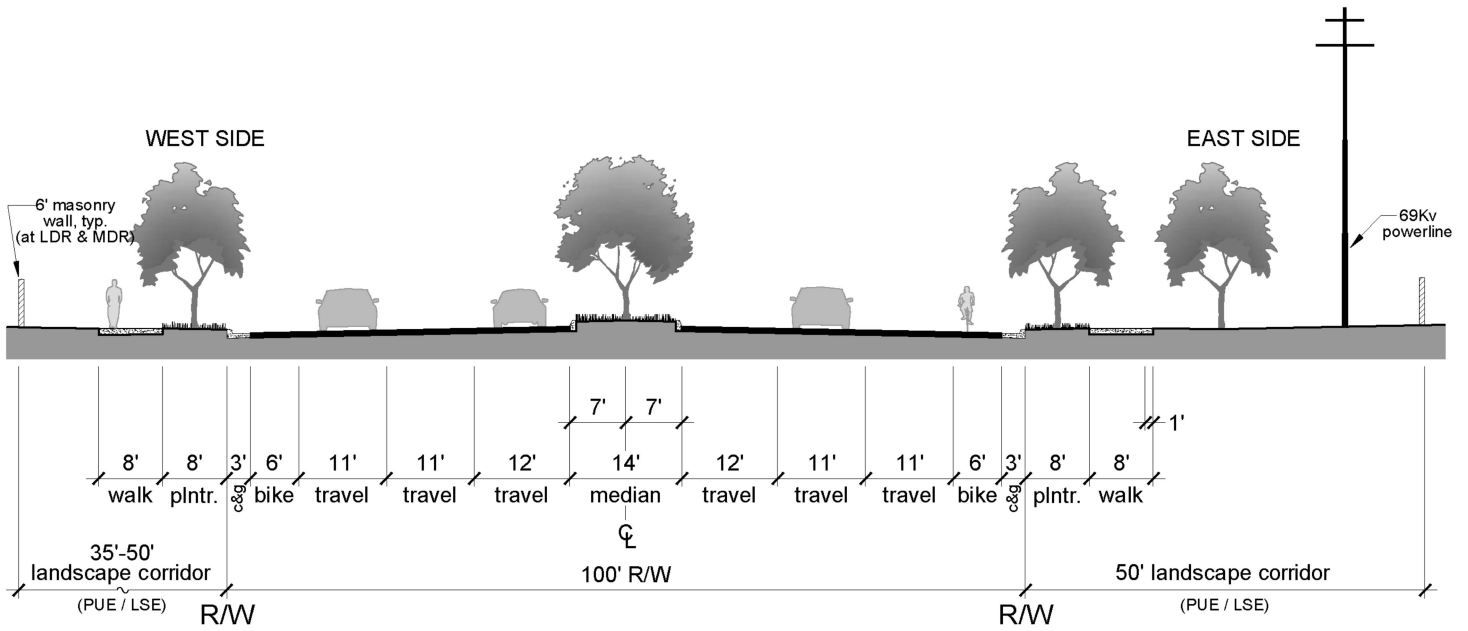 WEST SIDE
EAST SIDE
6' masonry
wall, typ.
(at LDR & MDR)
69Kv
powerline
7' 7'
1'
8' 8' 3' 6' 11' 11' 12' 14' 12' 11' 11' 6' 3' 8' 8'
walk plntr. c&g bike travel travel travel median travel travel travel bike c&g plntr. walk
CL
35'-50'
landscape corridor
(PUE / LSE)
100' R/W
50' landscape corridor
(PUE / LSE)
R/W
R/W